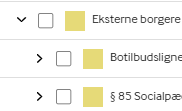 Eksterne borgere
Botilbudsligne
§ 85 Socialpæ